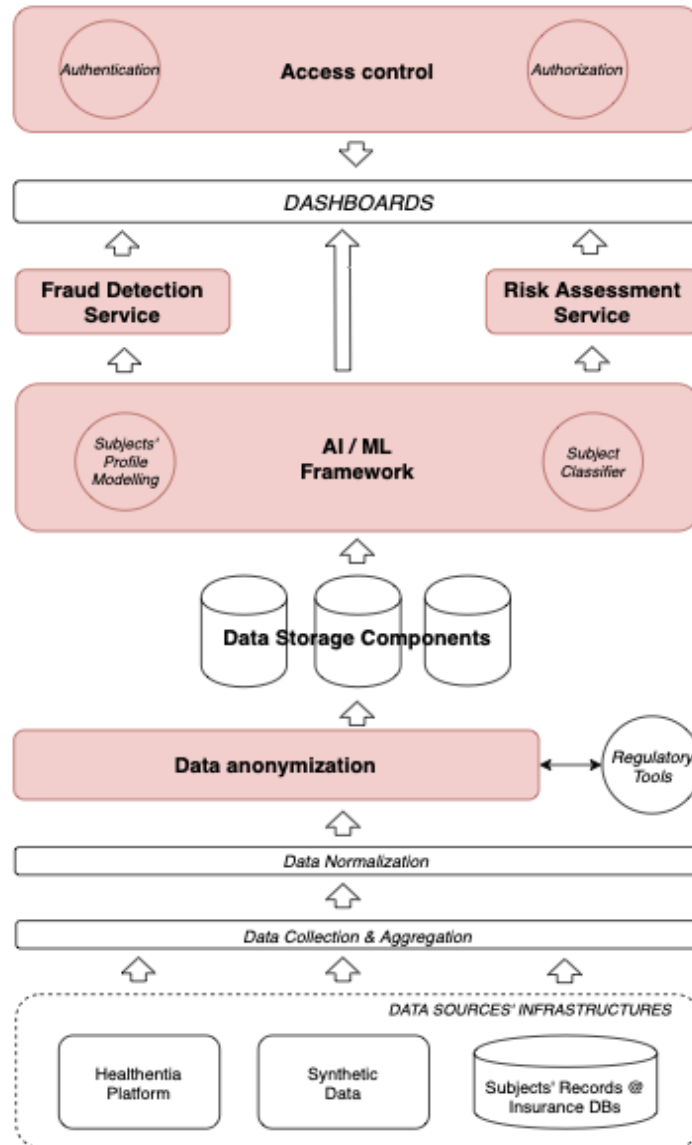 Authentication
Access control
Authorization
DASHBOARDS
Fraud Detection
Service
Risk Assessment
Service
Subjects'
Profile
Modelling
AI / ML
Framework
Subject
Classifier
Data Storage Components
Data anonymization
Regulatory
Tools
Data Normalization
Data Collection & Aggregation
DATA SOURCES' INFRASTRUCTURES
Healthentia
Platform
Synthetic
Data
Subjects' Records @
Insurance DBs